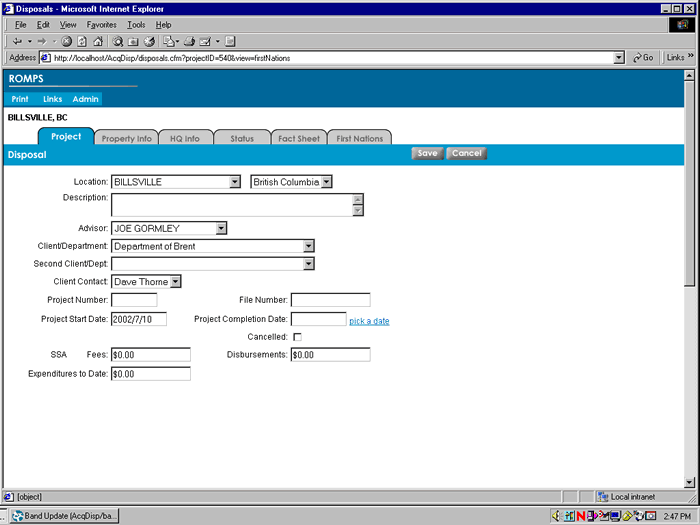 Disposals - Microsoft Internet Explorer
File Edit View Favorites Tools Help
Address http://localhost/AcqDisp/disposals.cfm?projectID=540&view=firstNations Go Links »
ROMPS
Print Links Admin
BILLSVILLE, BC
Project Property Info HQ Info Status Fact Sheet First Nations
Disposal Save Cancel
Location: BILLSVILLE British Columbia
Description:
Advisor: JOE GORMLEY
Client/Department: Department of Brent
Second Client/Dept:
Client Contact: Dave Thorne
Project Number: File Number:
Project Start Date: 2002/7/10 Project Completion Date: pick a date
Cancelled:
SSA Fees: $0.00 Disbursements: $0.00
Expenditures to Date: $0.00
[object] Local intranet
... Band Update (AcqDisp/ba... 2:47 PM